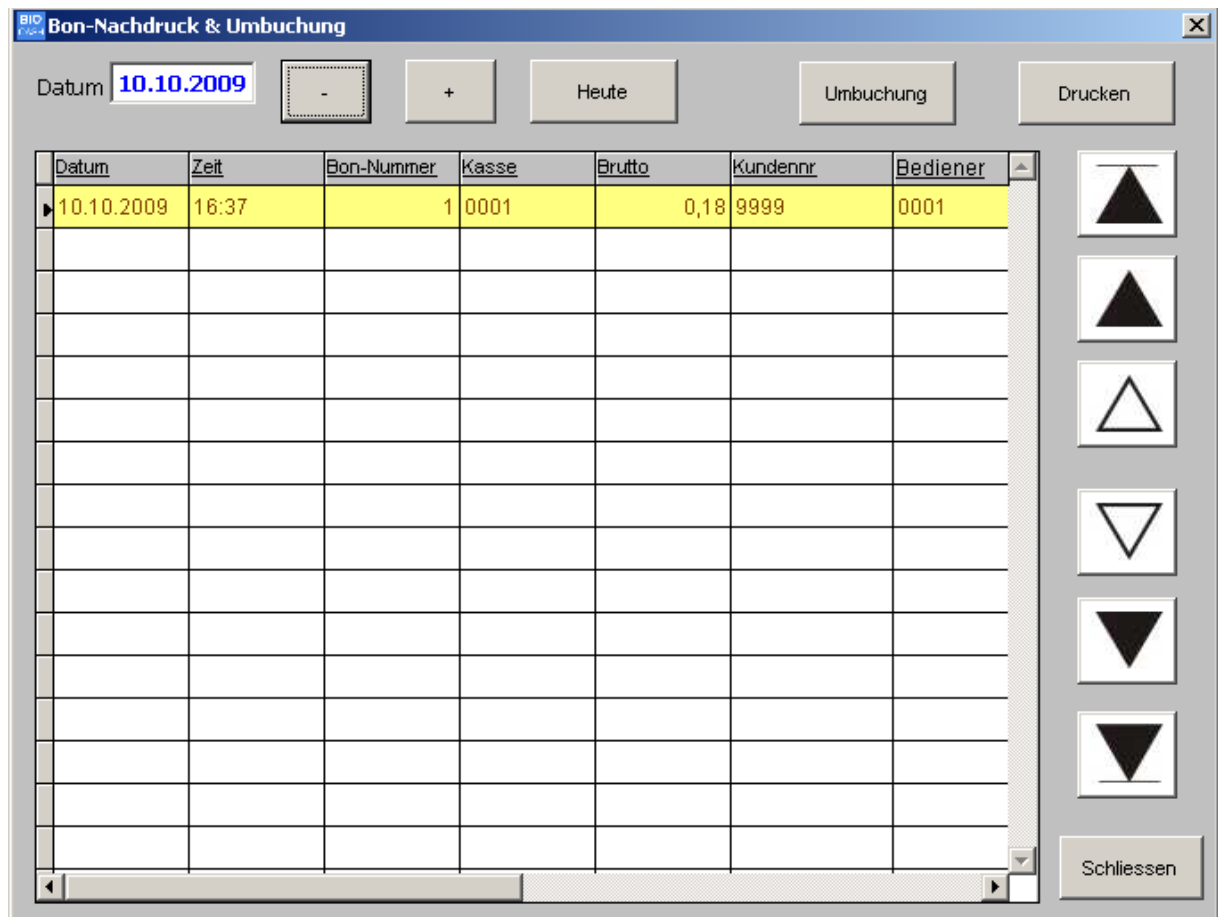 BIO Bon-Nachdruck & Umbuchung
Datum 10.10.2009 - + Heute Umbuchung Drucken
Datum Zeit Bon-Nummer Kasse Brutto Kundennr Bediener
10.10.2009 16:37 1 0001 0,18 9999 0001
Schliessen